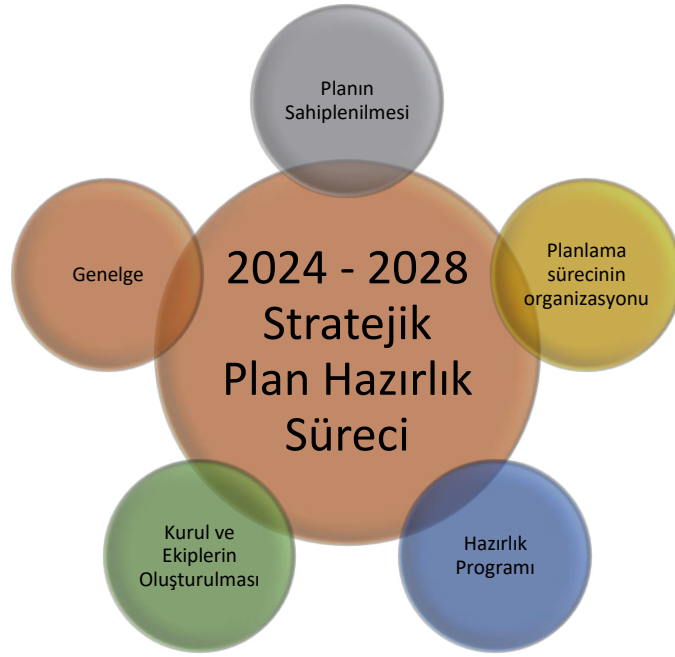 Planın
Sahiplenilmesi
Planlama
sürecinin
organizasyonu
Hazırlık
Programı
Kurul ve
Ekiplerin
Oluşturulması
Genelge
2024 - 2028
Stratejik
Plan Hazırlık
Süreci